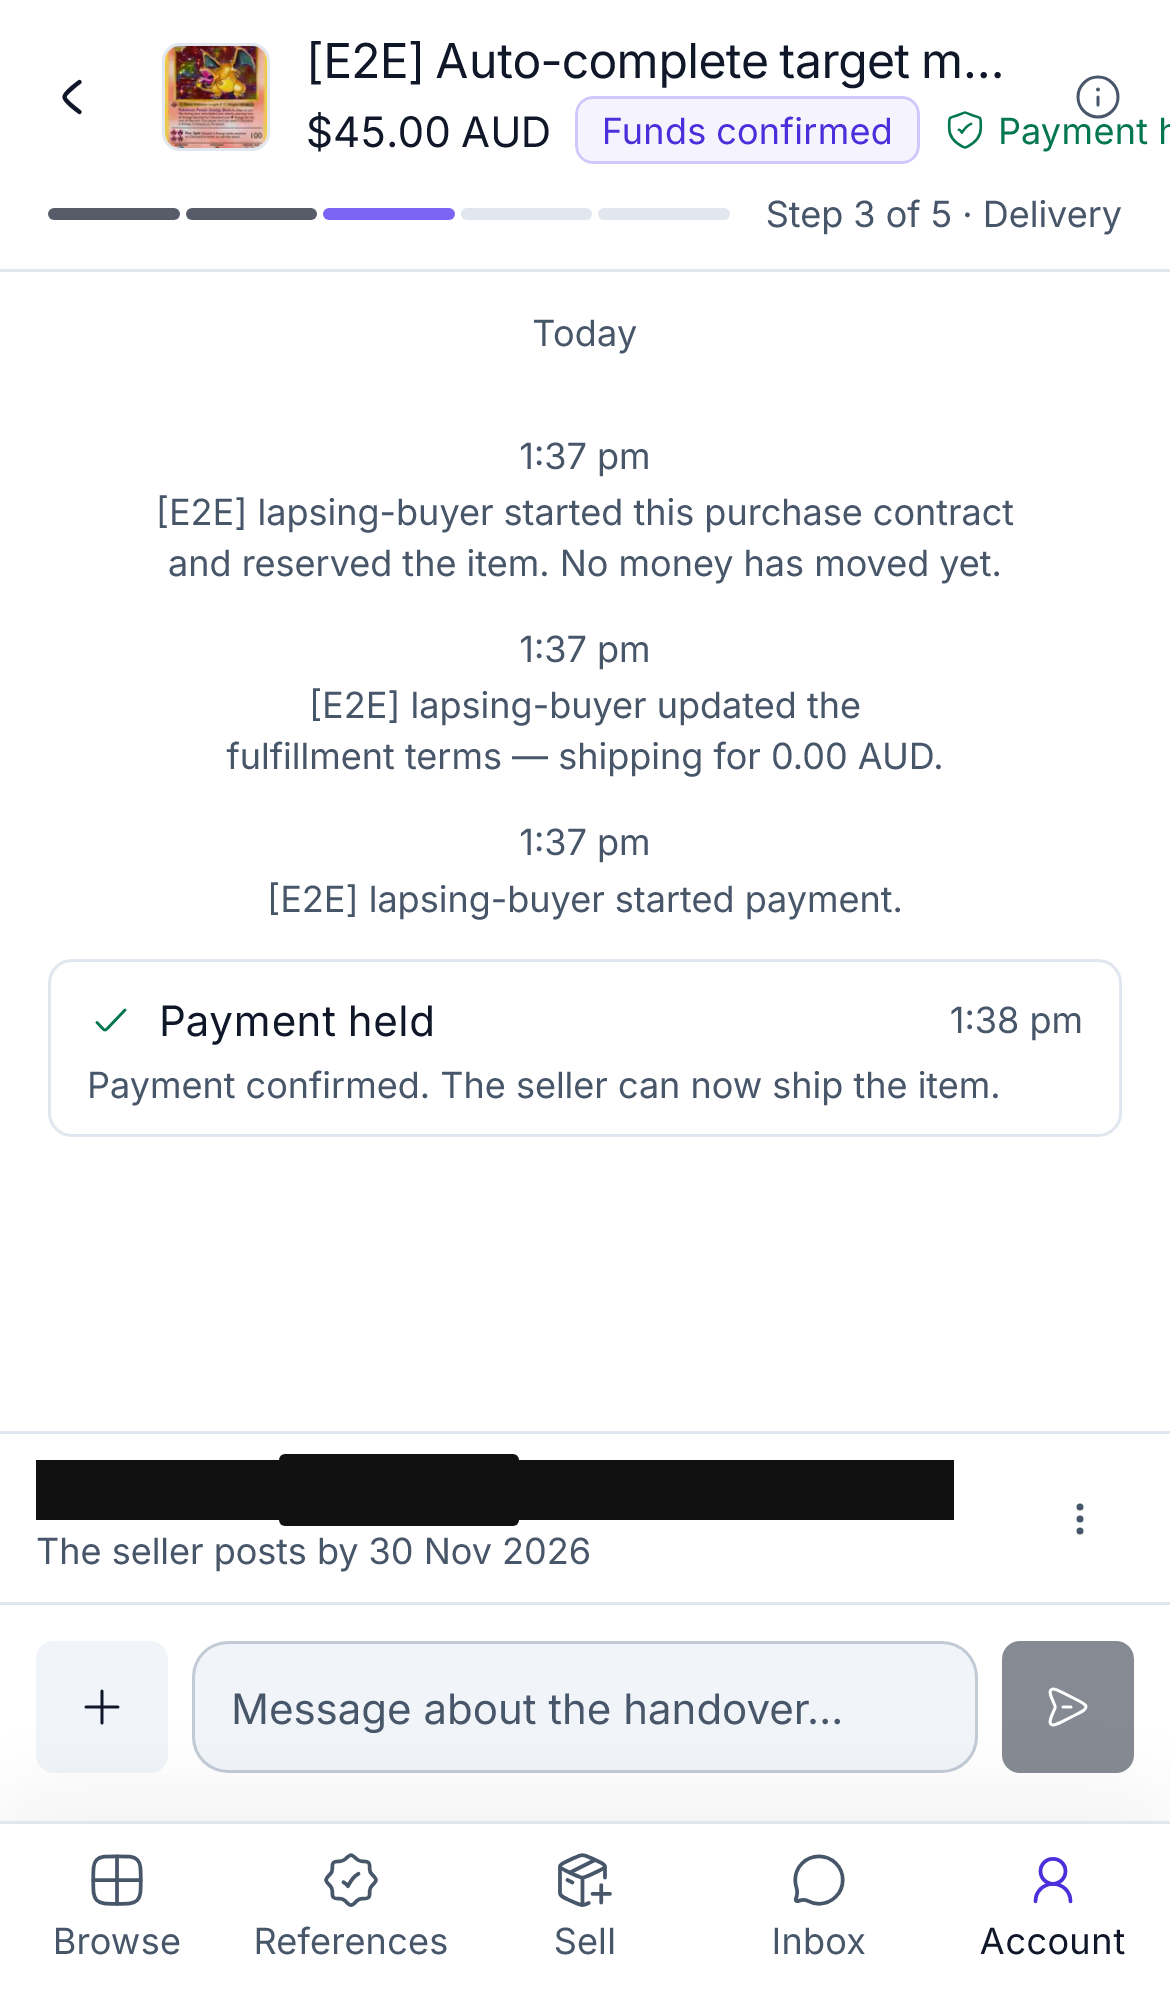 [E2E] Auto-complete target m...
$45.00 AUD Funds confirmed Payment h
Step 3 of 5 · Delivery
Today
1:37 pm
[E2E] lapsing-buyer started this purchase contract
and reserved the item. No money has moved yet.
1:37 pm
[E2E] lapsing-buyer updated the
fulfillment terms — shipping for 0.00 AUD.
1:37 pm
[E2E] lapsing-buyer started payment.
Payment held 1:38 pm
Payment confirmed. The seller can now ship the item.
The seller posts by 30 Nov 2026
Message about the handover...
Browse References Sell Inbox Account